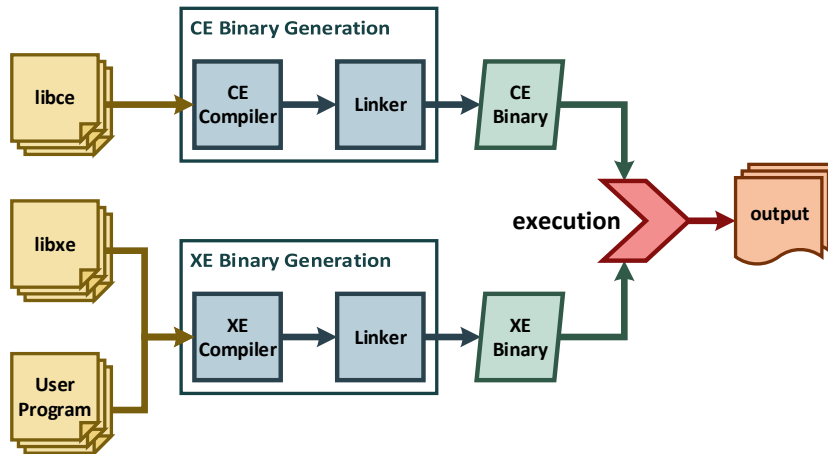 CE Binary Generation
libce
CE
Compiler
Linker
CE
Binary
libxe
execution
output
XE Binary Generation
XE
Compiler
Linker
XE
Binary
User
Program